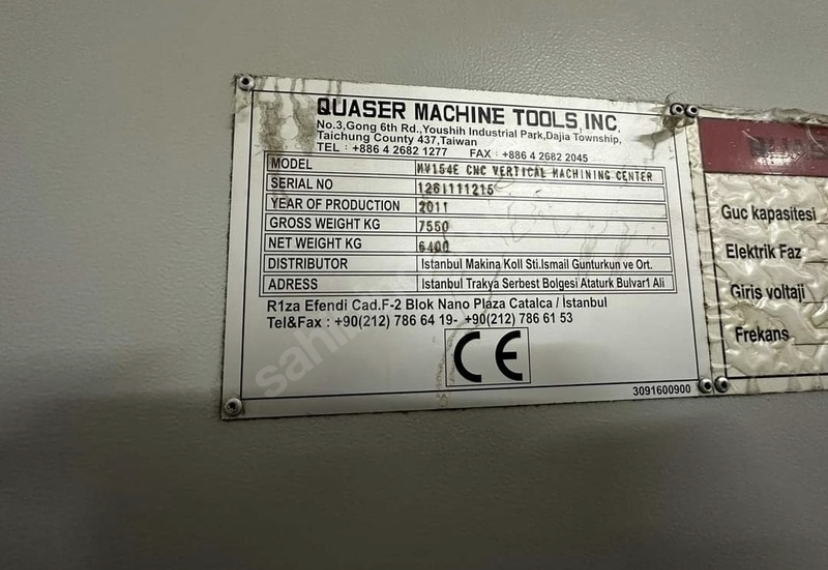 QUASER MACHINE TOOLS, INC.
No.3,Gong 6th Rd.,Youshih Industrial Park,Dajia Township,
Taichung County 437,Taiwan
TEL : +886 4 2682 1277 FAX : +886 4 2682 2045
MODEL MV154E CNC VERTICAL MACHINING CENTER
SERIAL NO 1261111215
YEAR OF PRODUCTION 2011
GROSS WEIGHT KG 7550
NET WEIGHT KG 6400
DISTRIBUTOR Istanbul Makina Koll Sti.Ismail Gunturkun ve Ort.
ADRESS Istanbul Trakya Serbest Bolgesi Ataturk Bulvar1 Ali
R1za Efendi Cad.F-2 Blok Nano Plaza Catalca / İstanbul
Tel&Fax : +90(212) 786 64 19- +90(212) 786 61 53
CE
3091600900
Guc kapasitesi
Elektrik Faz
Giris voltaji
Frekans